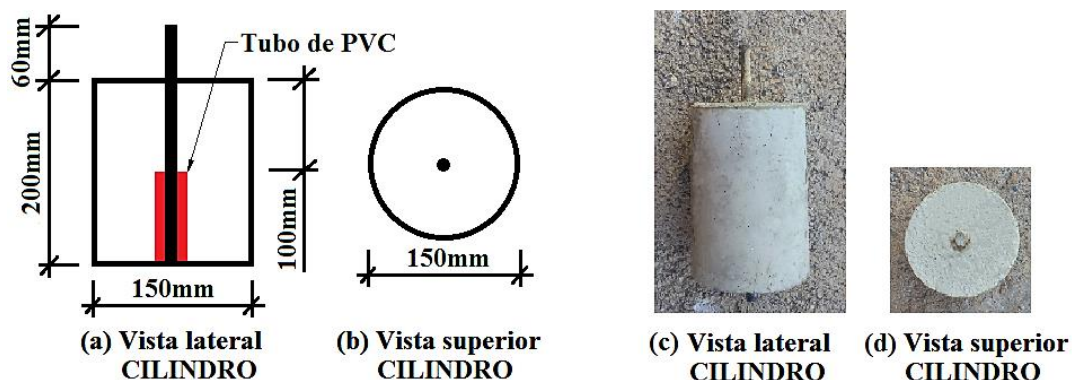 60mm
Tubo de PVC
200mm
100mm
150mm
150mm
(a) Vista lateral
CILINDRO
(b) Vista superior
CILINDRO
(c) Vista lateral
CILINDRO
(d) Vista superior
CILINDRO